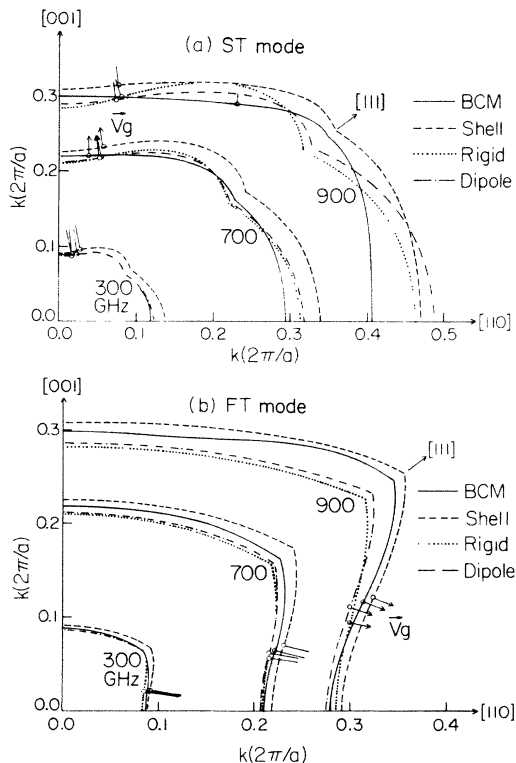 [001]
(a) ST mode
0.3
0.2
0.1
0.0
k(2π/a)
Vg
[111]
BCM
Shell
Rigid
Dipole
900
700
300
GHz
0.0 0.1 0.2 0.3 0.4 0.5
[110]
k(2π/a)
[001]
(b) FT mode
0.3
0.2
0.1
0.0
k(2π/a)
[111]
BCM
Shell
Rigid
Dipole
900
700
Vg
300
GHz
0.0 0.1 0.2 0.3 0.4
[110]
k(2π/a)